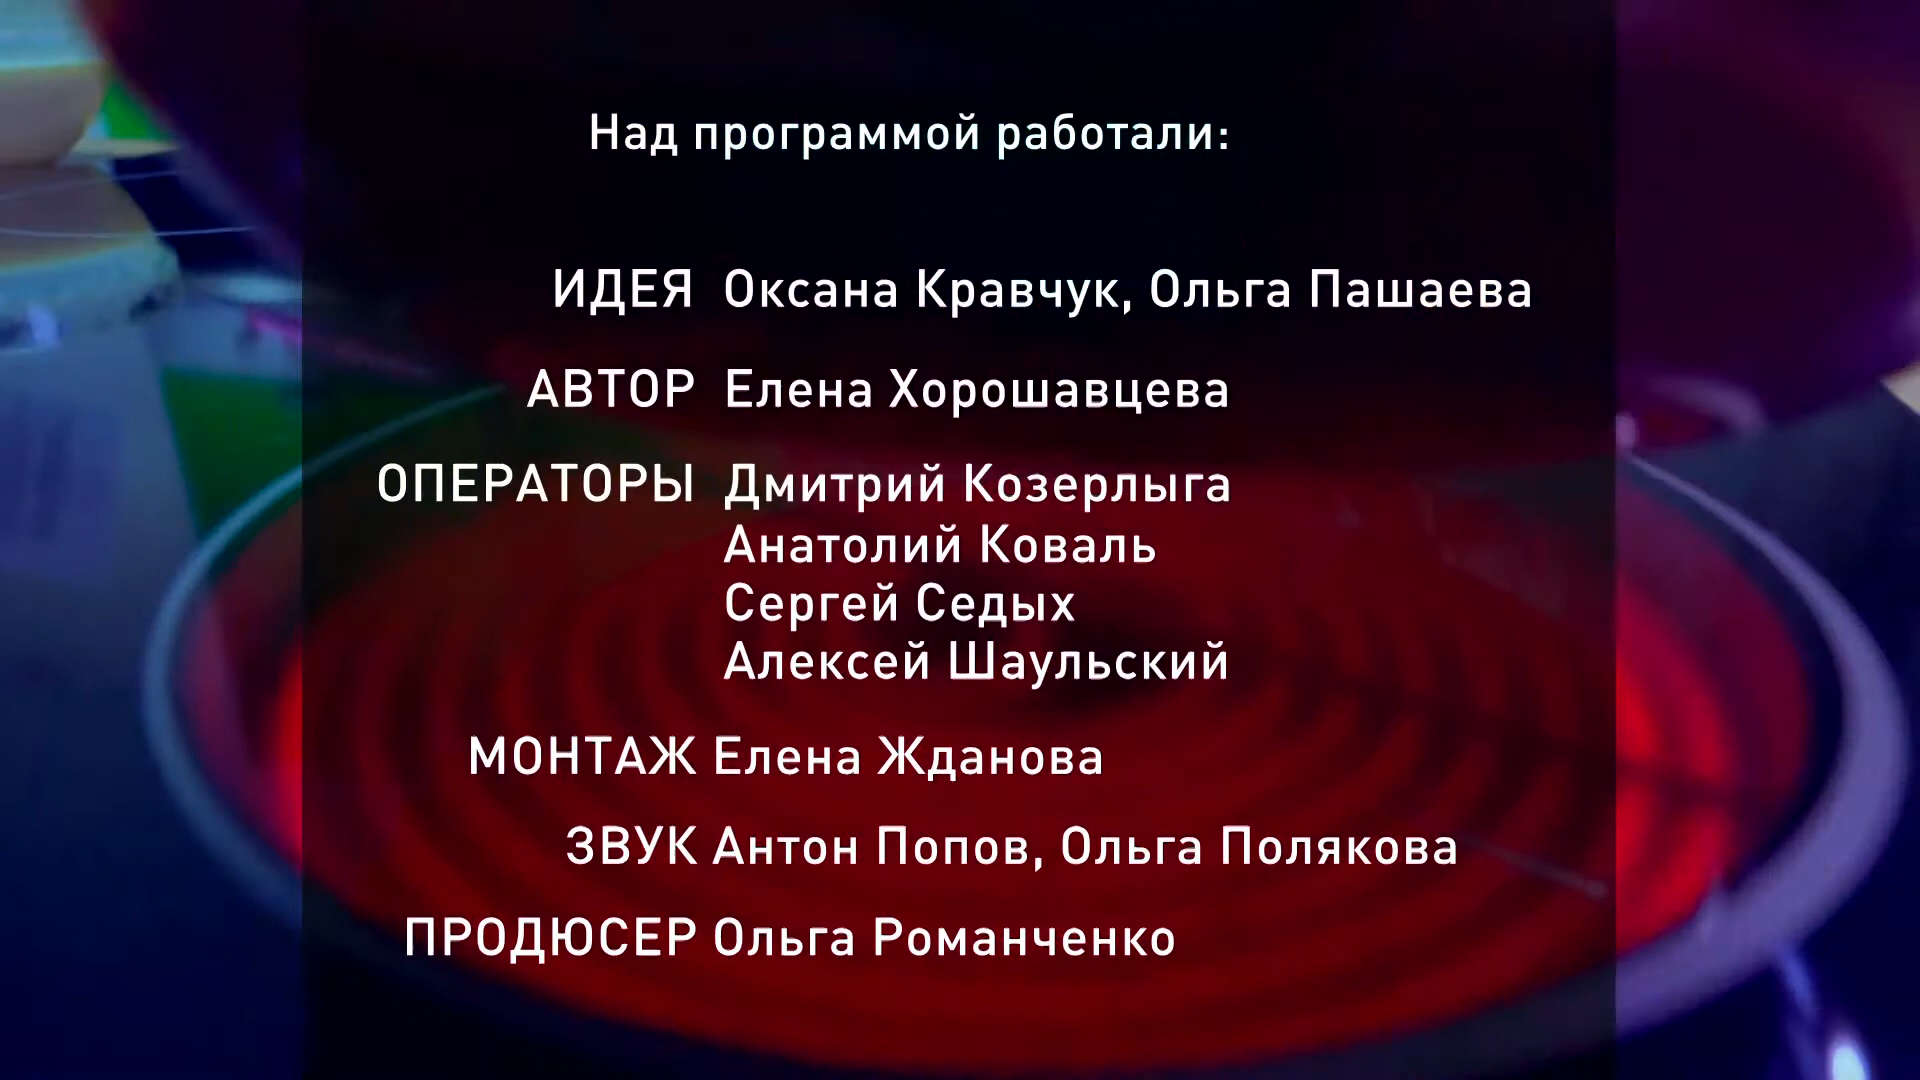 Над программой работали:
ИДЕЯ Оксана Кравчук, Ольга Пашаева
АВТОР Елена Хорошавцева
ОПЕРАТОРЫ Дмитрий Козерлыга
Анатолий Коваль
Сергей Седых
Алексей Шаульский
МОНТАЖ Елена Жданова
ЗВУК Антон Попов, Ольга Полякова
ПРОДЮСЕР Ольга Романченко